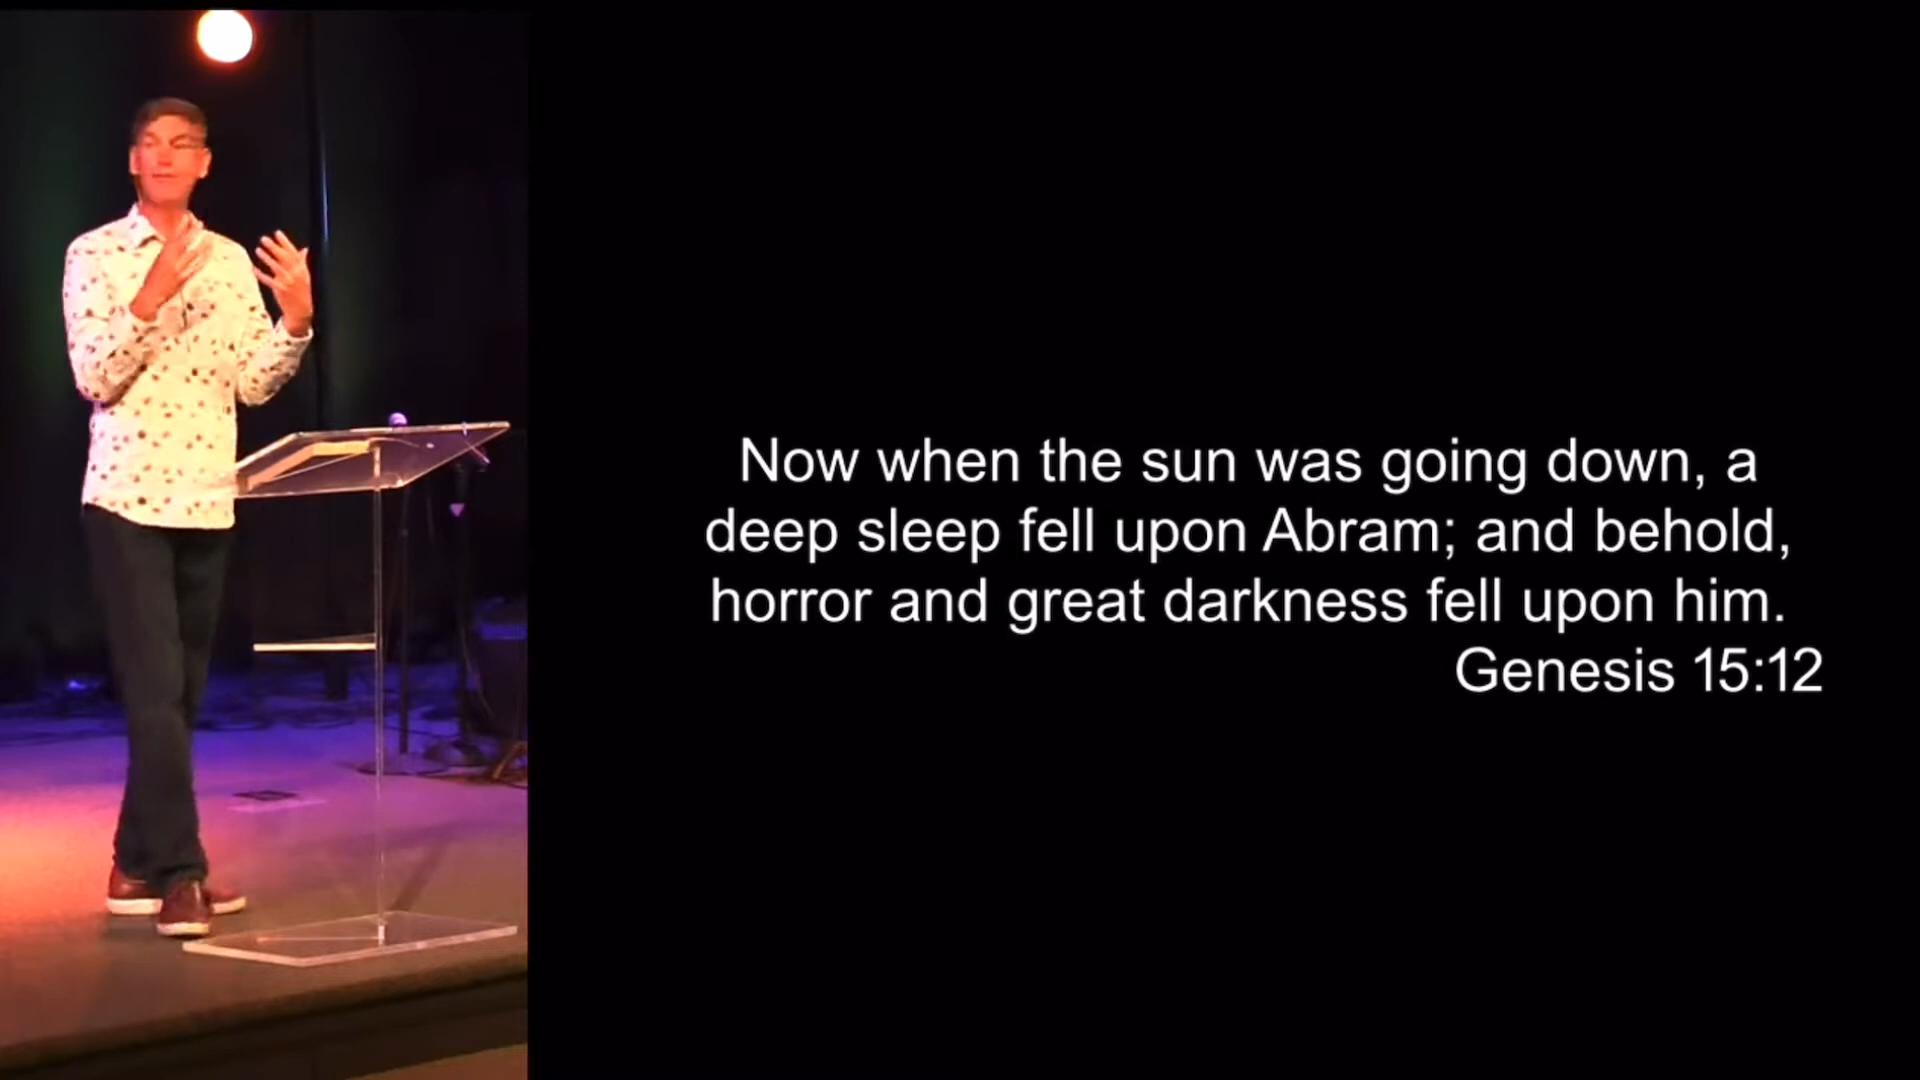 Now when the sun was going down, a
deep sleep fell upon Abram; and behold,
horror and great darkness fell upon him.
Genesis 15:12